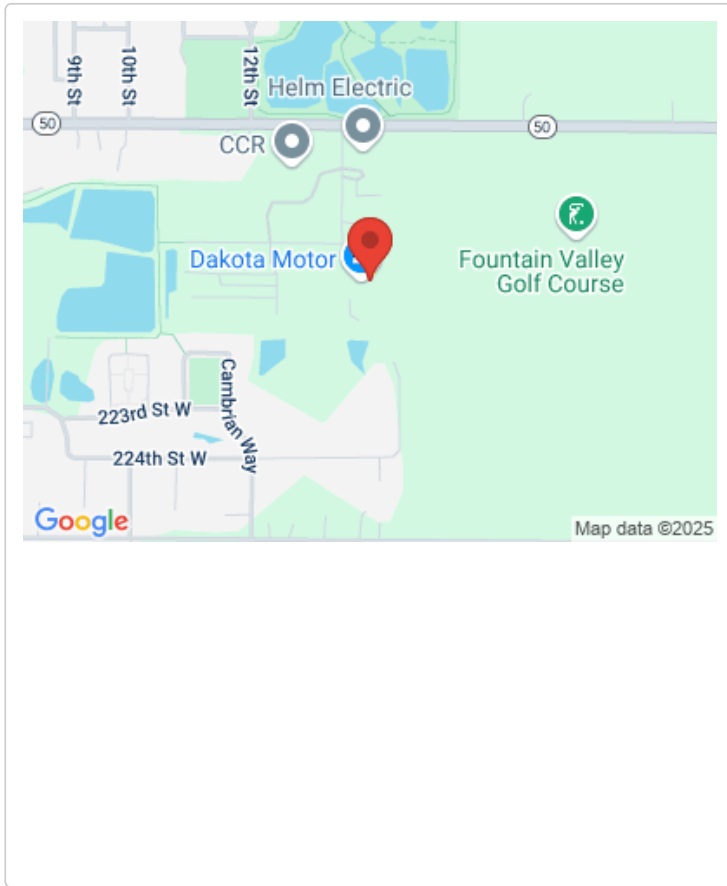 9th St
10th St
12th St
Helm Electric
50
50
CCR
Dakota Motor
Fountain Valley
Golf Course
Cambrian Way
223rd St W
224th St W
Google
Map data ©2025